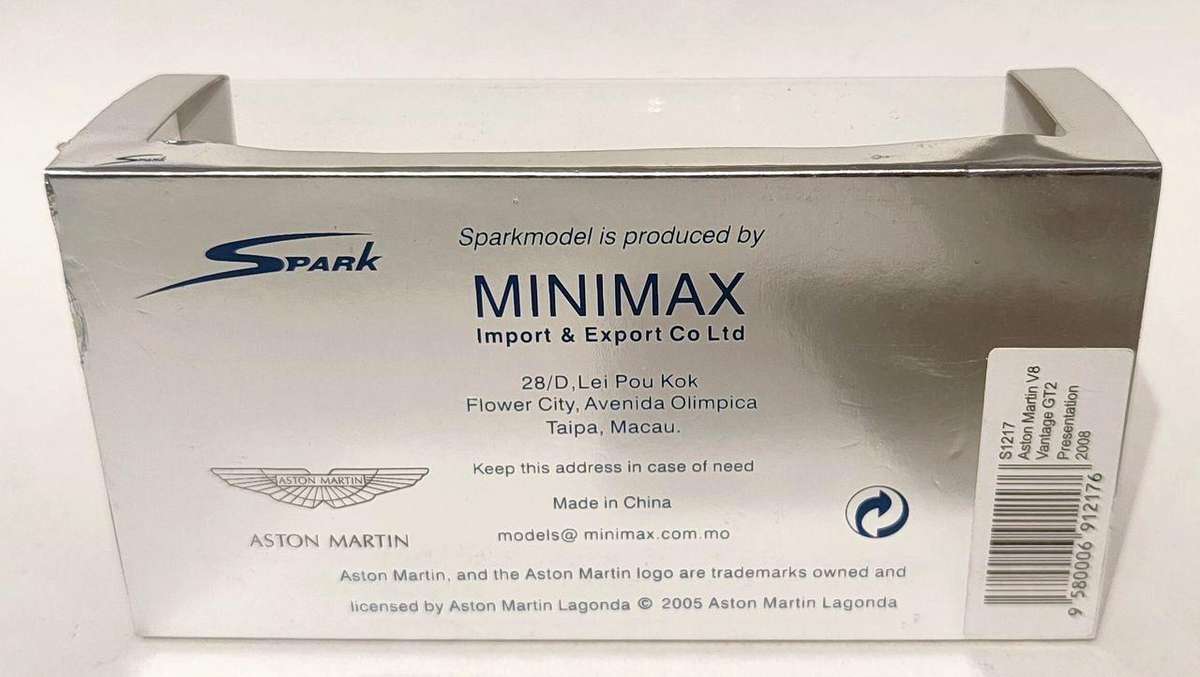 Spark
SPARK
Sparkmodel is produced by
MINIMAX
Import & Export Co Ltd
28/D,Lei Pou Kok
Flower City, Avenida Olimpica
Taipa, Macau.
Keep this address in case of need
Made in China
models@ minimax.com.mo
ASTON MARTIN
ASTON MARTIN
Aston Martin, and the Aston Martin logo are trademarks owned and
licensed by Aston Martin Lagonda © 2005 Aston Martin Lagonda
S1217
Aston Martin V8
Vantage GT2
Presentation
2008
9 580006 912176